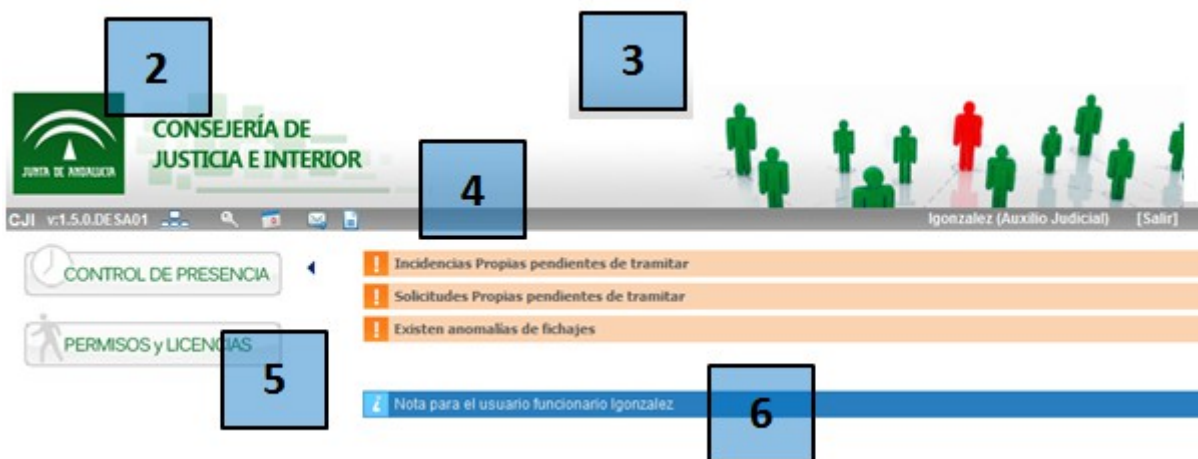 2
3
CONSEJERÍA DE
JUSTICIA E INTERIOR
JUNTA DE ANDALUCIA
4
CJI v:1.5.0.DESA01
Igonzalez (Auxilio Judicial) [Salir]
CONTROL DE PRESENCIA
! Incidencias Propias pendientes de tramitar
! Solicitudes Propias pendientes de tramitar
! Existen anomalías de fichajes
PERMISOS y LICENCIAS
5
i Nota para el usuario funcionario Igonzalez
6